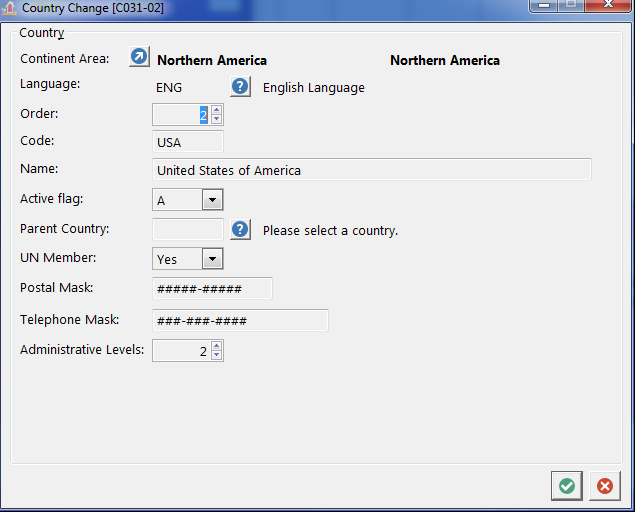 Country Change [C031-02]
Country
Continent Area: Northern America Northern America
Language: ENG ? English Language
Order: 2
Code: USA
Name: United States of America
Active flag: A
Parent Country: ? Please select a country.
UN Member: Yes
Postal Mask: #####-#####
Telephone Mask: ###-###-####
Administrative Levels: 2